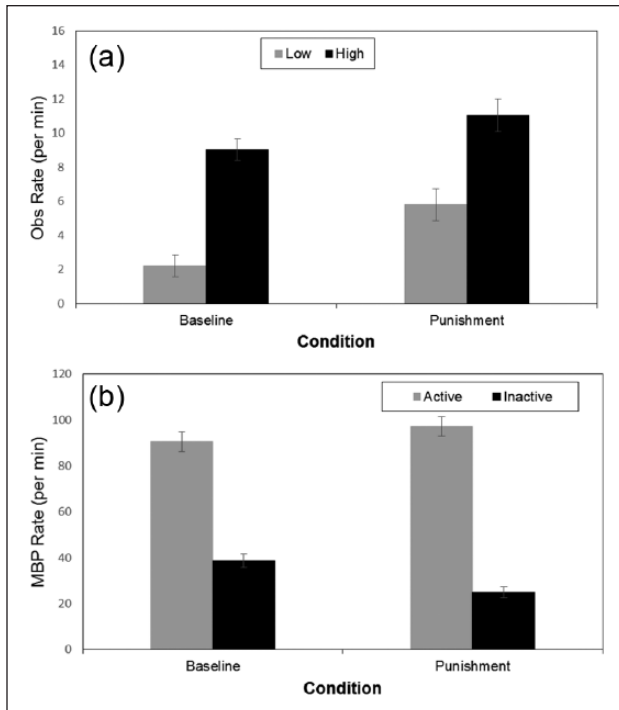 (a)
Low High
16
14
12
10
8
6
4
2
0
Obs Rate (per min)
Baseline Punishment
Condition
(b)
Active Inactive
120
100
80
60
40
20
0
MBP Rate (per min)
Baseline Punishment
Condition